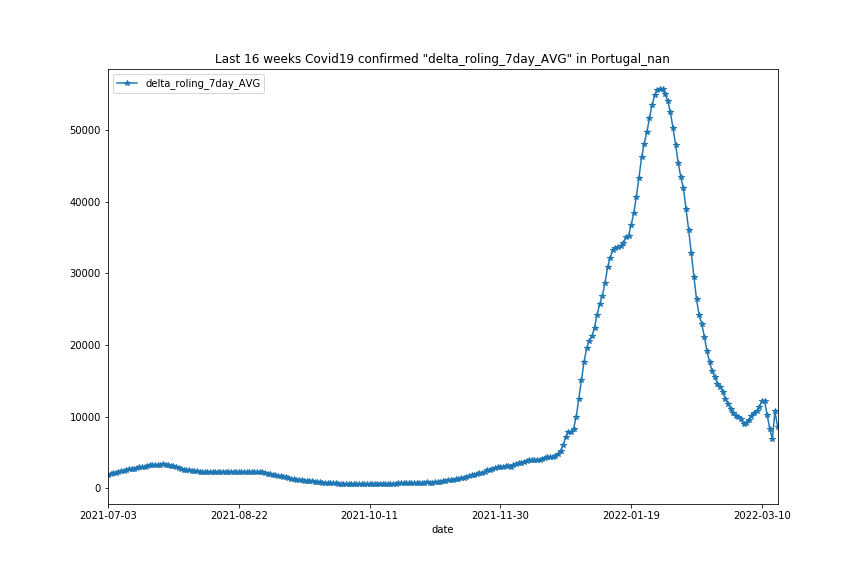 Last 16 weeks Covid19 confirmed "delta_roling_7day_AVG" in Portugal_nan
delta_roling_7day_AVG
50000
40000
30000
20000
10000
0
2021-07-03 2021-08-22 2021-10-11 2021-11-30 2022-01-19 2022-03-10
date